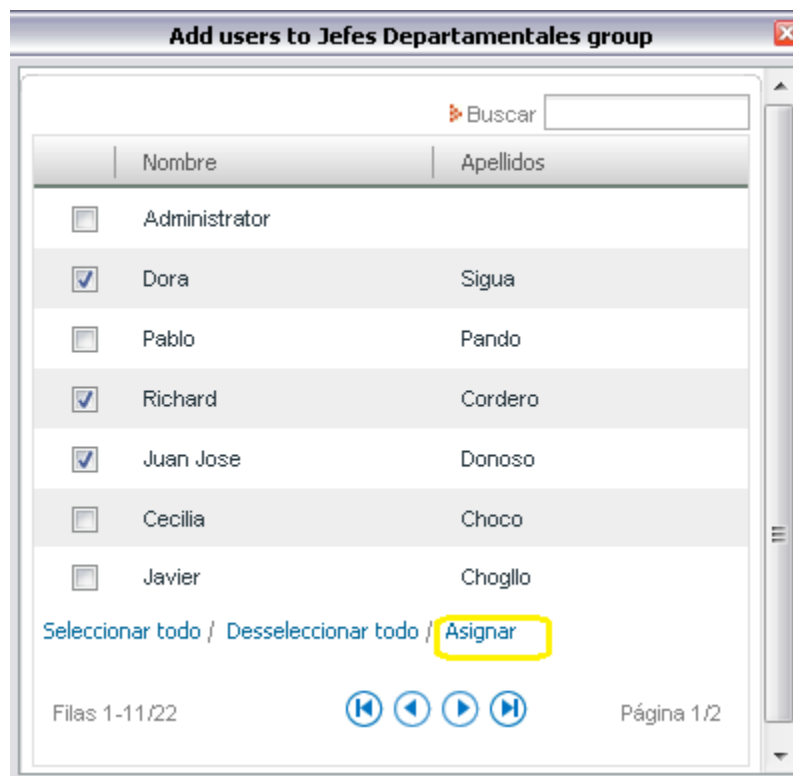 Add users to Jefes Departamentales group
Buscar
Nombre Apellidos
Administrator
Dora Sigua
Pablo Pando
Richard Cordero
Juan Jose Donoso
Cecilia Choco
Javier Chogllo
Seleccionar todo / Desseleccionar todo / Asignar
Filas 1-11/22 Página 1/2